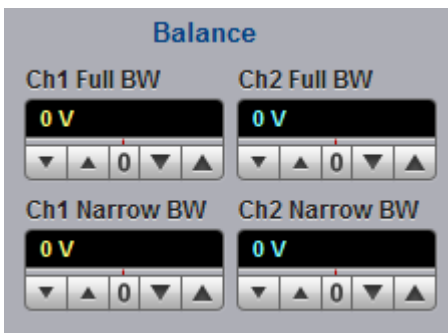 Balance
Ch1 Full BW Ch2 Full BW
0 V 0 V
0 0
Ch1 Narrow BW Ch2 Narrow BW
0 V 0 V
0 0